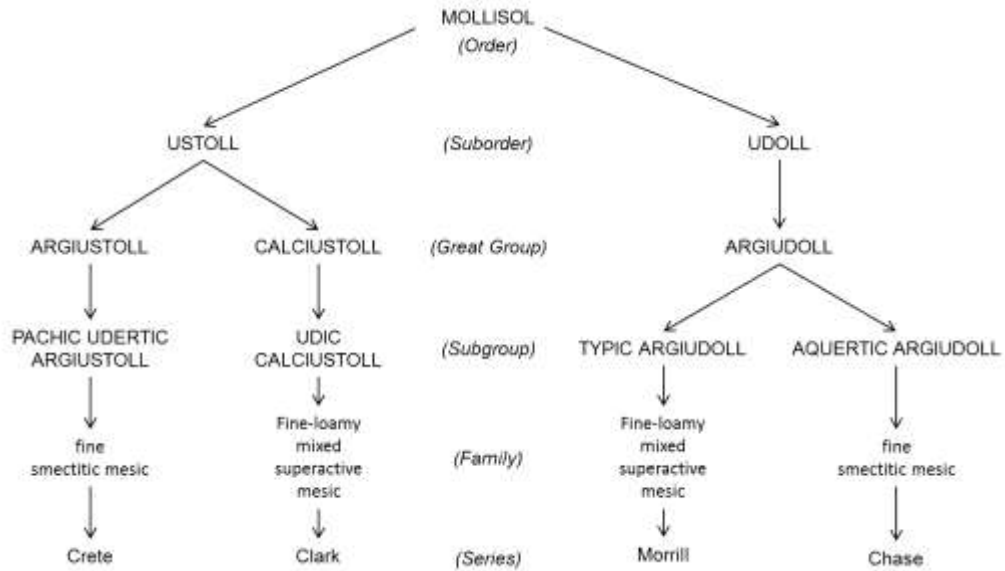 MOLLISOL
(Order)
USTOLL
(Suborder)
UDOLL
ARGIUSTOLL
CALCIUSTOLL
(Great Group)
ARGIUDOLL
PACHIC UDERTIC
ARGIUSTOLL
UDIC
CALCIUSTOLL
(Subgroup)
TYPIC ARGIUDOLL
AQUERTIC ARGIUDOLL
fine
smectitic mesic
Fine-loamy
mixed
superactive
mesic
(Family)
Fine-loamy
mixed
superactive
mesic
fine
smectitic mesic
Crete
Clark
(Series)
Morrill
Chase